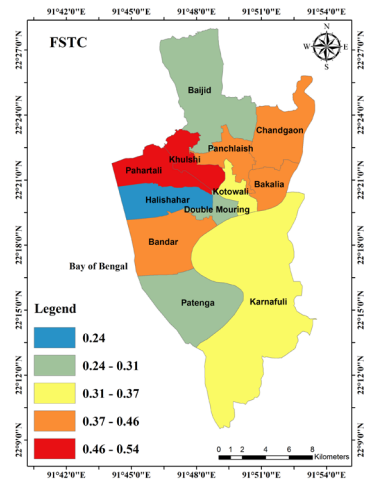 91°42'0"E 91°45'0"E 91°48'0"E 91°51'0"E 91°54'0"E
FSTC
N
W E
S
22°27'0"N 22°27'0"N
Baijid
22°24'0"N 22°24'0"N
Chandgaon
Panchlaish
Khulshi
Pahartali
22°21'0"N 22°21'0"N
Bakalia
Kotowali
Halishahar
Double Mouring
22°18'0"N 22°18'0"N
Bandar
Bay of Bengal
Patenga Karnafuli
22°15'0"N 22°15'0"N
Legend
0.24
0.24 - 0.31
22°12'0"N 22°12'0"N
0.31 - 0.37
0.37 - 0.46
22°9'0"N 22°9'0"N
0.46 - 0.54
0 1 2 4 6 8
Kilometers
91°42'0"E 91°45'0"E 91°48'0"E 91°51'0"E 91°54'0"E